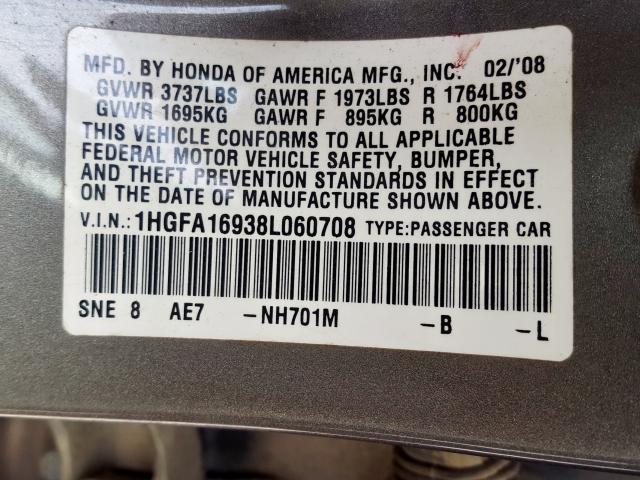 MFD. BY HONDA OF AMERICA MFG., INC. 02/'08
GVWR 3737LBS GAWR F 1973LBS R 1764LBS
GVWR 1695KG GAWR F 895KG R 800KG
THIS VEHICLE CONFORMS TO ALL APPLICABLE
FEDERAL MOTOR VEHICLE SAFETY, BUMPER,
AND THEFT PREVENTION STANDARDS IN EFFECT
ON THE DATE OF MANUFACTURE SHOWN ABOVE.
V.I.N.: 1HGFA16938L060708 TYPE:PASSENGER CAR
SNE 8 AE7 -NH701M -B -L